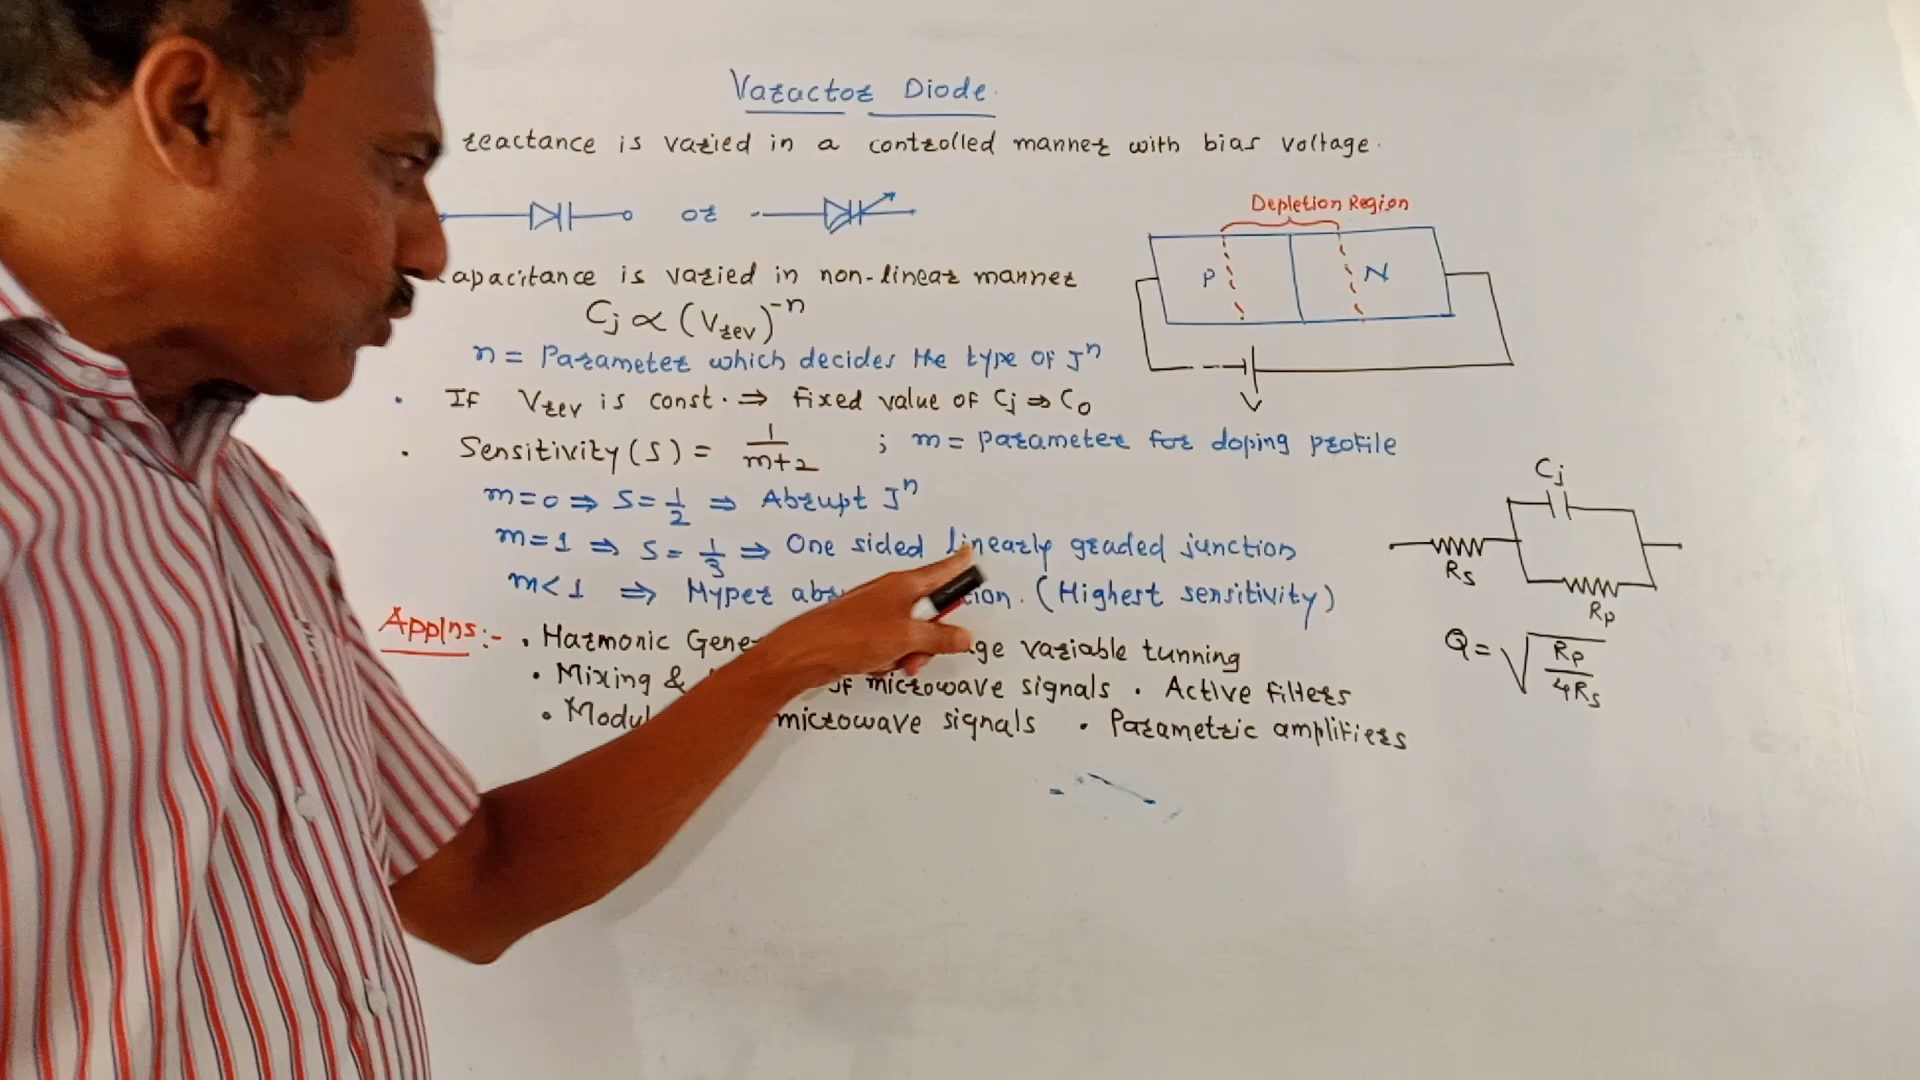 Varactor Diode
reactance is varied in a controlled manner with bias voltage.
or
Depletion Region
P N
apacitance is varied in non-linear manner
Cj ∝ (Vrev)^-n
n = Parameter which decides the type of Jⁿ
V
• If Vrev is const. ⇒ fixed value of Cj ⇒ C₀
• Sensitivity (S) = 1/(m+2) ; m = parameter for doping profile
m = 0 ⇒ S = 1/2 ⇒ Abrupt Jⁿ
m = 1 ⇒ S = 1/3 ⇒ One sided linearly graded junction
m < 1 ⇒ Hyper (Highest sensitivity)
Cj
Rs
Rp
Q = √(Rp/4Rs)
Applns :- • Harmonic variable tunning
• Mixing & of microwave signals • Active filters
• microwave signals • Parametric amplifiers